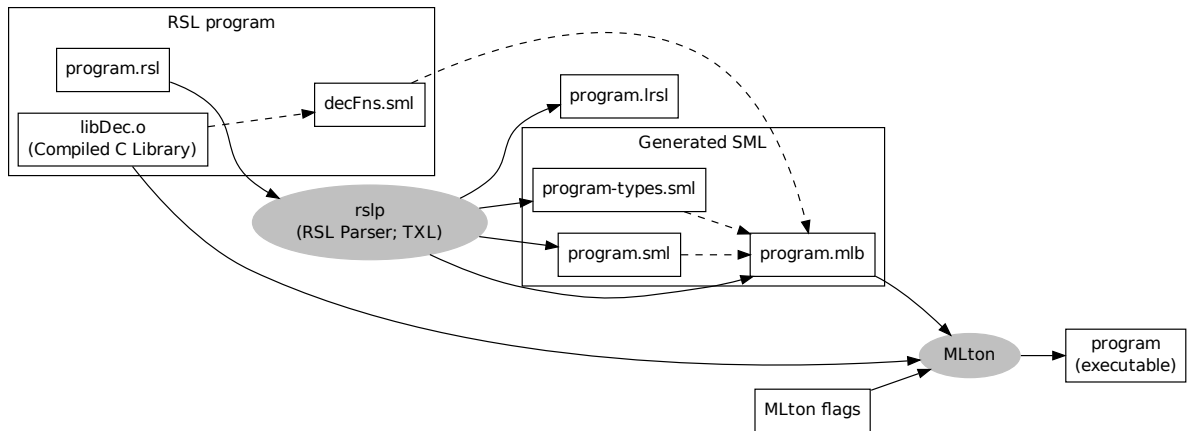 RSL program
program.rsl
decFns.sml
libDec.o
(Compiled C Library)
program.lrsl
Generated SML
program-types.sml
rslp
(RSL Parser; TXL)
program.sml
program.mlb
MLton
program
(executable)
MLton flags